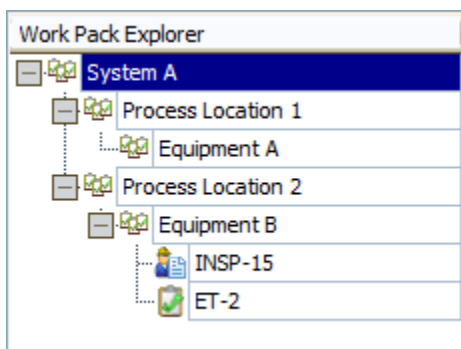 Work Pack Explorer
System A
Process Location 1
Equipment A
Process Location 2
Equipment B
INSP-15
ET-2